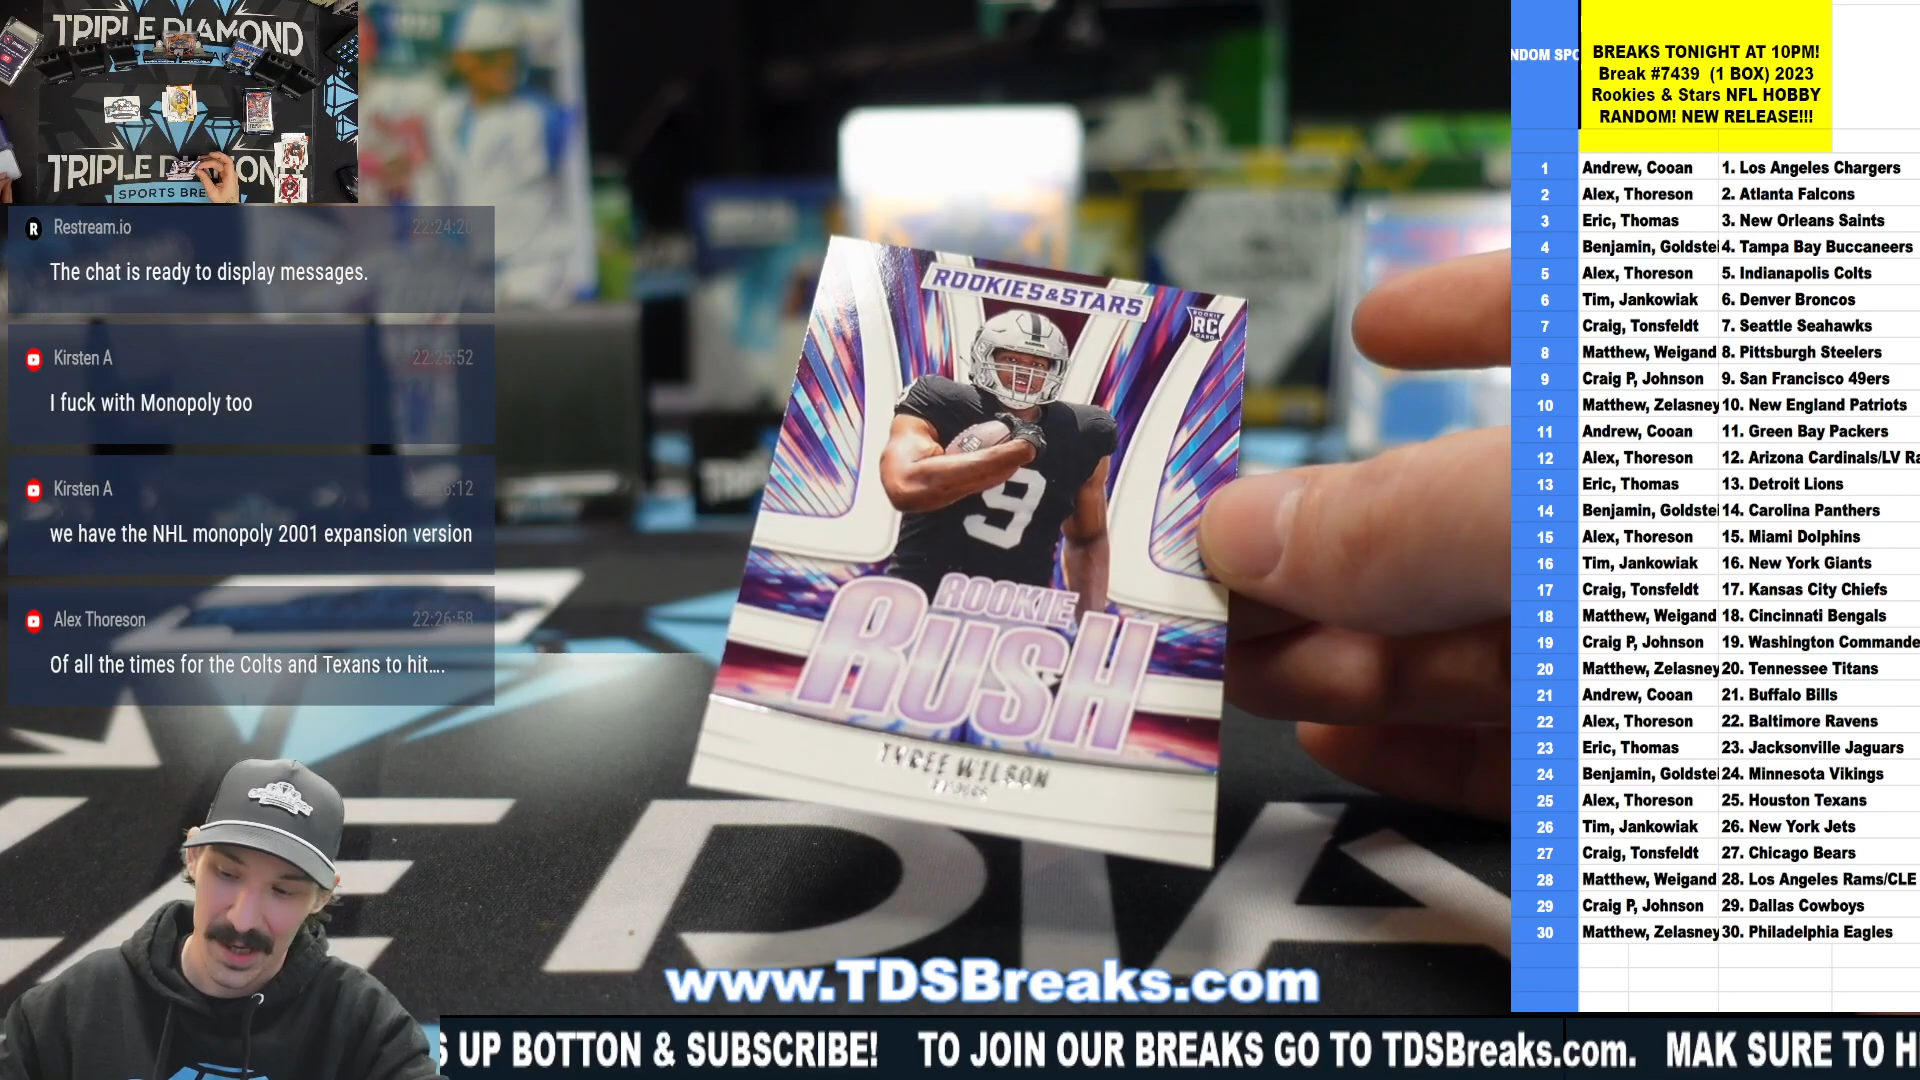 TRIPLE DIAMOND
TRIPLE DIAMOND
SPORTS BRE
Restream.io 22:24:20
The chat is ready to display messages.
Kirsten A 22:25:52
I fuck with Monopoly too
Kirsten A
we have the NHL monopoly 2001 expansion version
Alex Thoreson 22:26:58
Of all the times for the Colts and Texans to hit....
ROOKIES&STARS
ROOKIE
RC
CARD
9
ROOKIE
RUSH
TYREE WILSON
www.TDSBreaks.com
S UP BOTTON & SUBSCRIBE! TO JOIN OUR BREAKS GO TO TDSBreaks.com. MAK SURE TO H
NDOM SPO
BREAKS TONIGHT AT 10PM!
Break #7439 (1 BOX) 2023
Rookies & Stars NFL HOBBY
RANDOM! NEW RELEASE!!!
1 Andrew, Cooan 1. Los Angeles Chargers
2 Alex, Thoreson 2. Atlanta Falcons
3 Eric, Thomas 3. New Orleans Saints
4 Benjamin, Goldstei 4. Tampa Bay Buccaneers
5 Alex, Thoreson 5. Indianapolis Colts
6 Tim, Jankowiak 6. Denver Broncos
7 Craig, Tonsfeldt 7. Seattle Seahawks
8 Matthew, Weigand 8. Pittsburgh Steelers
9 Craig P, Johnson 9. San Francisco 49ers
10 Matthew, Zelasney 10. New England Patriots
11 Andrew, Cooan 11. Green Bay Packers
12 Alex, Thoreson 12. Arizona Cardinals/LV Ra
13 Eric, Thomas 13. Detroit Lions
14 Benjamin, Goldstei 14. Carolina Panthers
15 Alex, Thoreson 15. Miami Dolphins
16 Tim, Jankowiak 16. New York Giants
17 Craig, Tonsfeldt 17. Kansas City Chiefs
18 Matthew, Weigand 18. Cincinnati Bengals
19 Craig P, Johnson 19. Washington Commande
20 Matthew, Zelasney 20. Tennessee Titans
21 Andrew, Cooan 21. Buffalo Bills
22 Alex, Thoreson 22. Baltimore Ravens
23 Eric, Thomas 23. Jacksonville Jaguars
24 Benjamin, Goldstei 24. Minnesota Vikings
25 Alex, Thoreson 25. Houston Texans
26 Tim, Jankowiak 26. New York Jets
27 Craig, Tonsfeldt 27. Chicago Bears
28 Matthew, Weigand 28. Los Angeles Rams/CLE
29 Craig P, Johnson 29. Dallas Cowboys
30 Matthew, Zelasney 30. Philadelphia Eagles